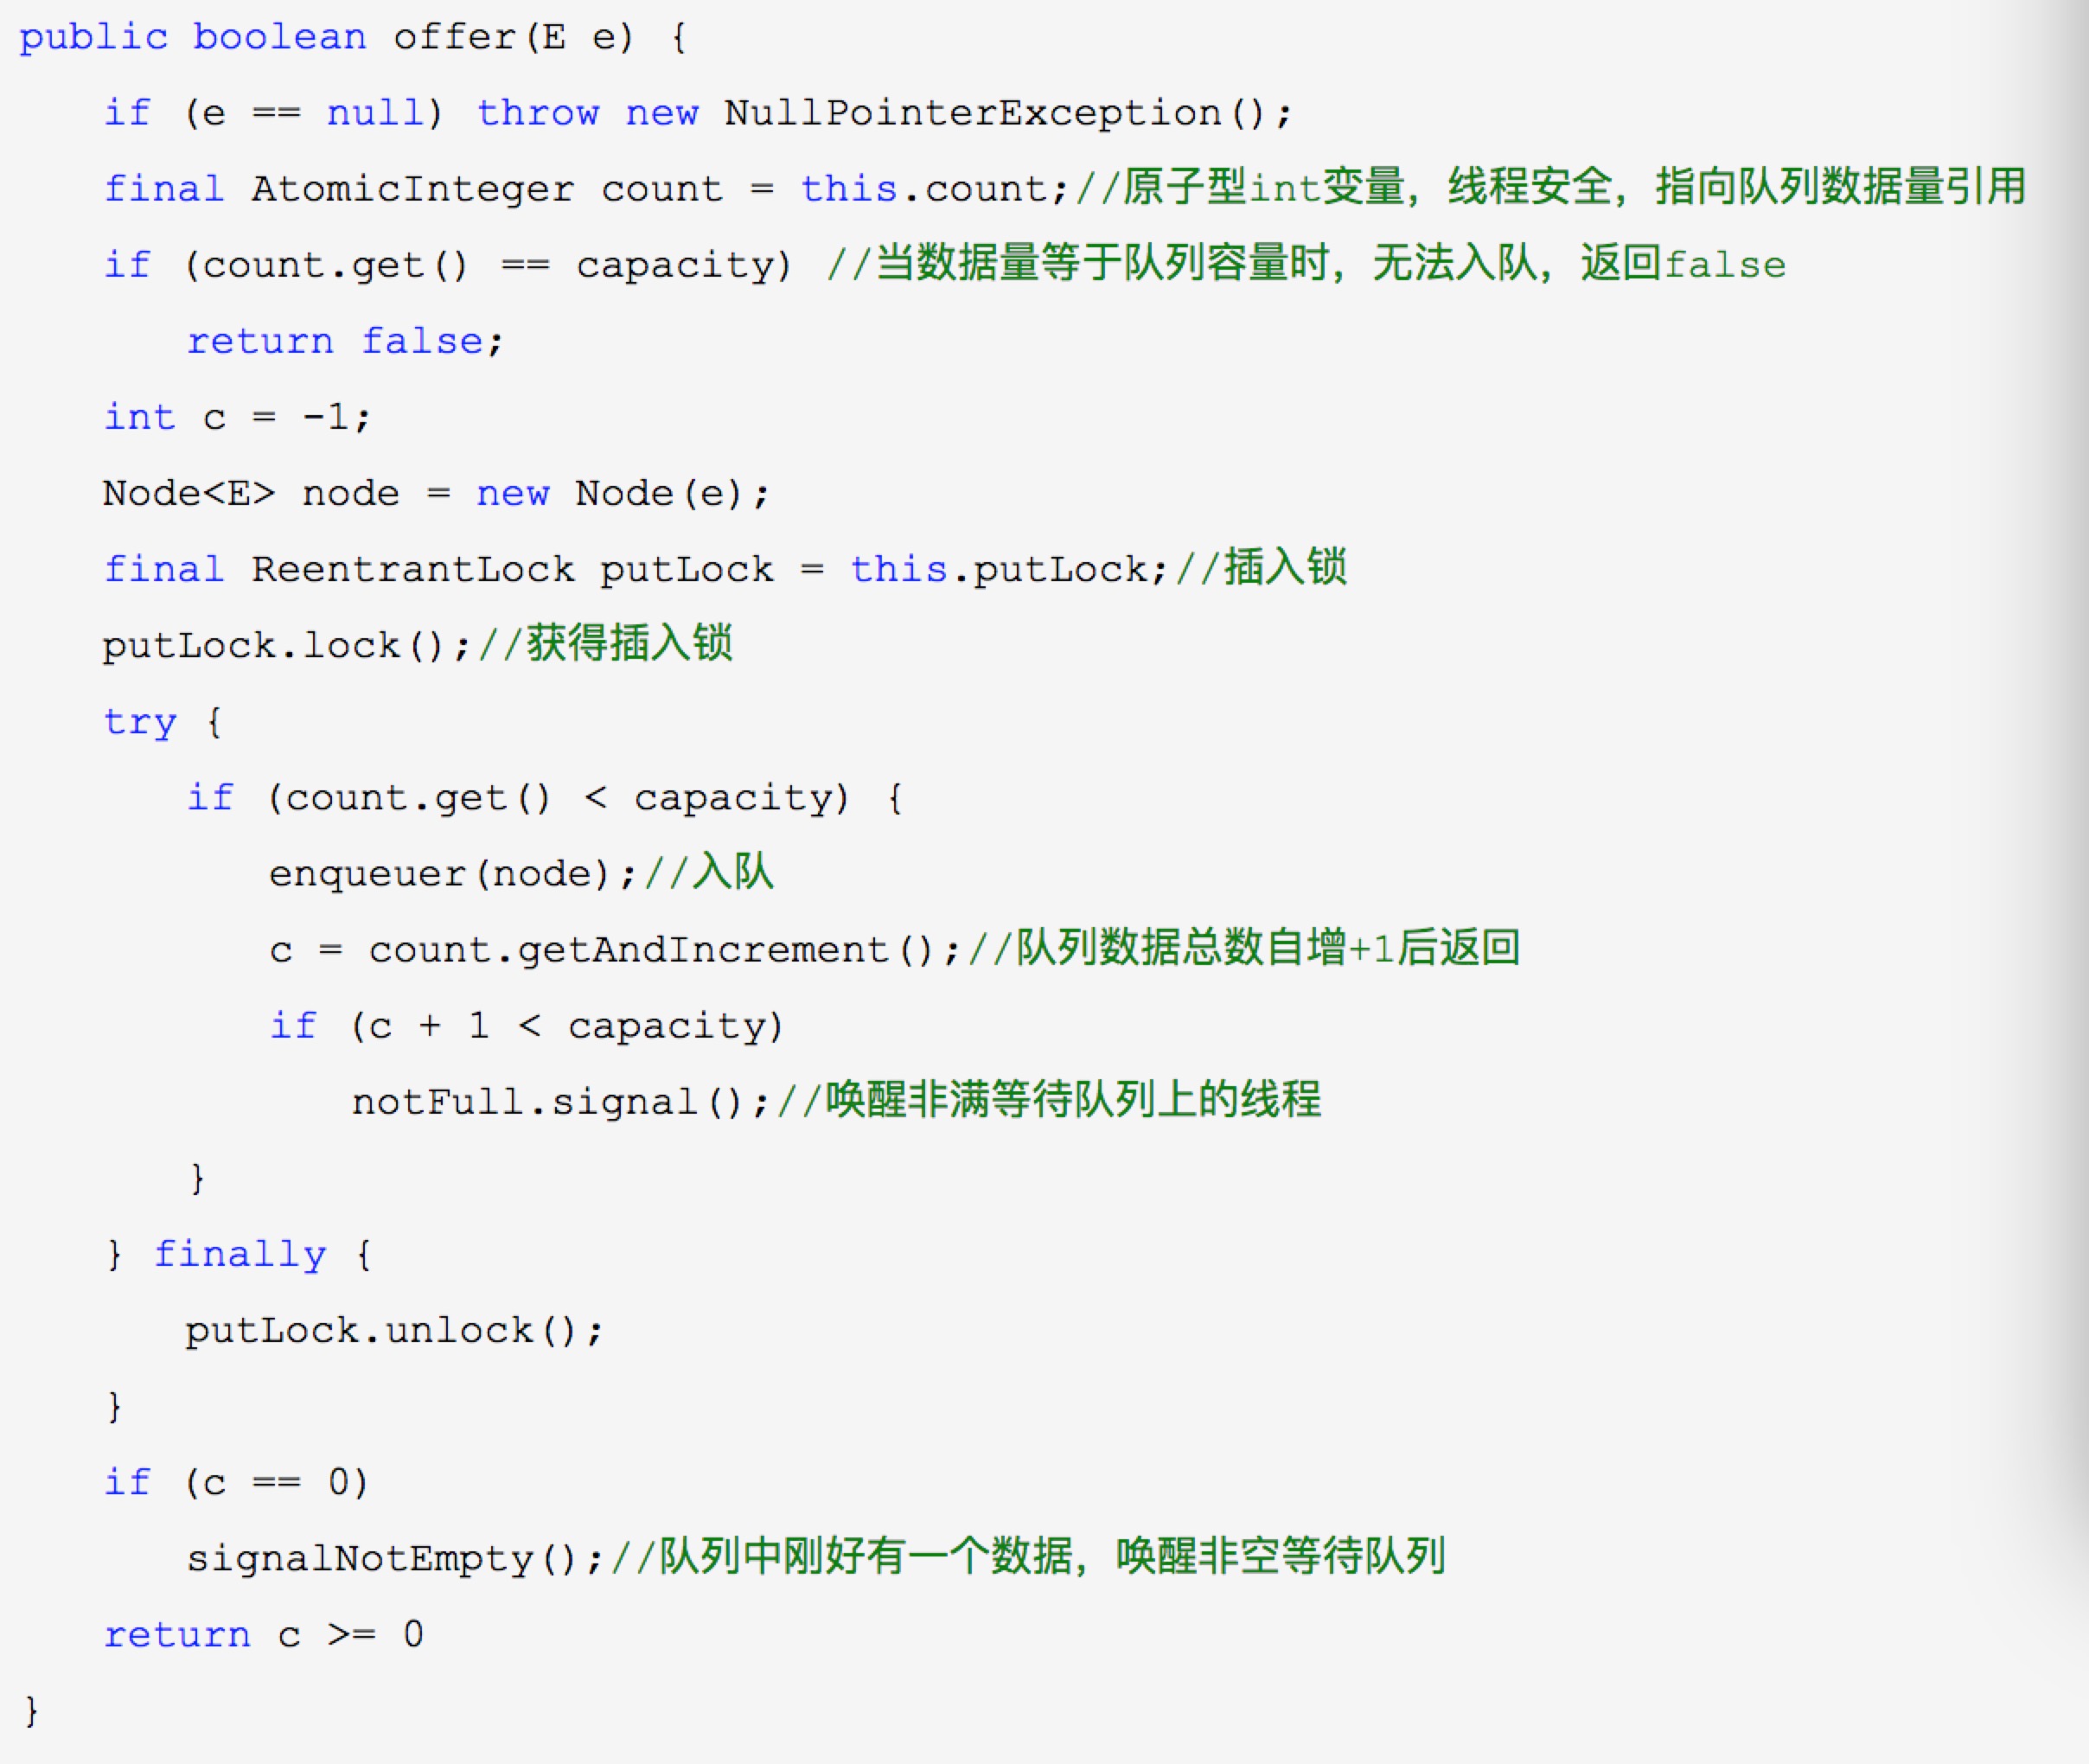 public boolean offer(E e) {
if (e == null) throw new NullPointerException();
final AtomicInteger count = this.count;//原子型int变量，线程安全，指向队列数据量引用
if (count.get() == capacity) //当数据量等于队列容量时，无法入队，返回false
return false;
int c = -1;
Node<E> node = new Node(e);
final ReentrantLock putLock = this.putLock;//插入锁
putLock.lock();//获得插入锁
try {
if (count.get() < capacity) {
enqueuer(node);//入队
c = count.getAndIncrement();//队列数据总数自增+1后返回
if (c + 1 < capacity)
notFull.signal();//唤醒非满等待队列上的线程
}
} finally {
putLock.unlock();
}
if (c == 0)
signalNotEmpty();//队列中刚好有一个数据，唤醒非空等待队列
return c >= 0
}